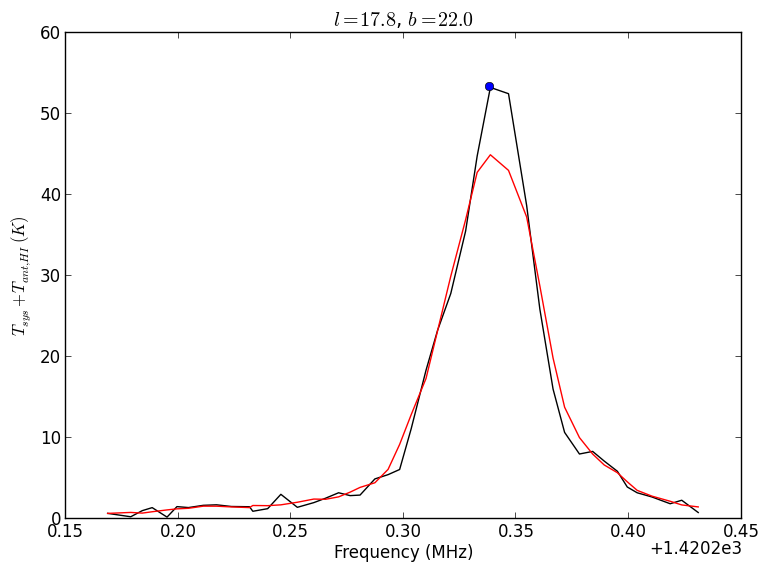 l = 17.8, b = 22.0
60
50
40
30
20
10
0
T_sys + T_ant,HI (K)
0.15 0.20 0.25 0.30 0.35 0.40 0.45
Frequency (MHz)
+1.4202e3